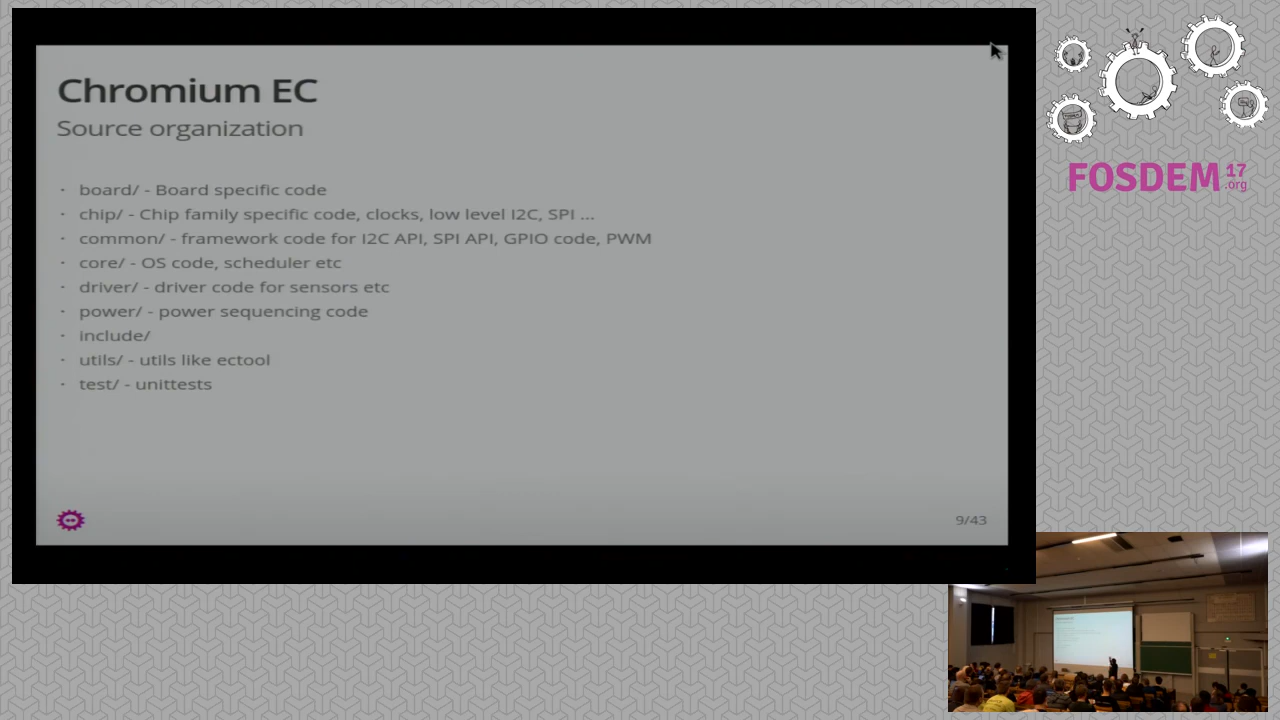 Chromium EC
Source organization
· board/ - Board specific code
· chip/ - Chip family specific code, clocks, low level I2C, SPI ...
· common/ - framework code for I2C API, SPI API, GPIO code, PWM
· core/ - OS code, scheduler etc
· driver/ - driver code for sensors etc
· power/ - power sequencing code
· include/
· utils/ - utils like ectool
· test/ - unittests
9/43
FOSDEM 17
.org